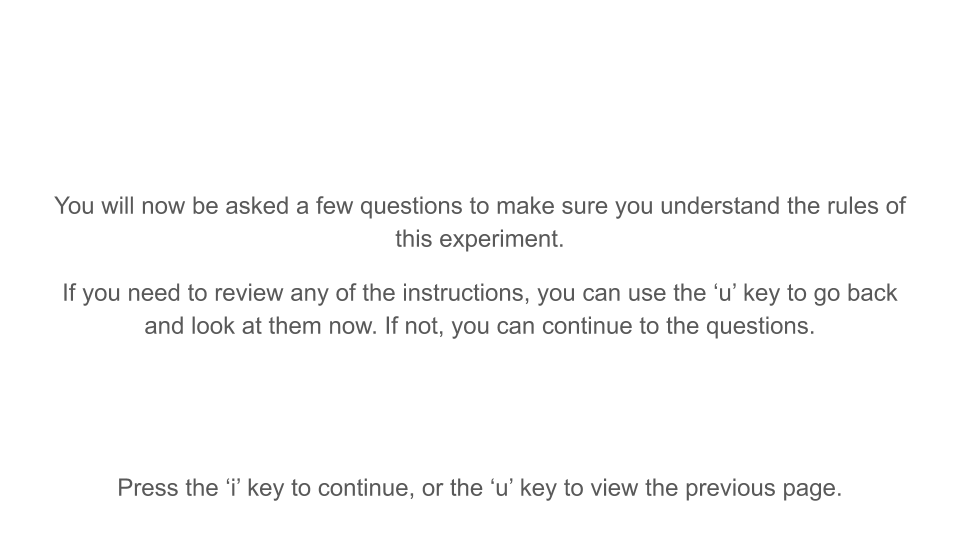 You will now be asked a few questions to make sure you understand the rules of
this experiment.
If you need to review any of the instructions, you can use the ‘u’ key to go back
and look at them now. If not, you can continue to the questions.
Press the ‘i’ key to continue, or the ‘u’ key to view the previous page.